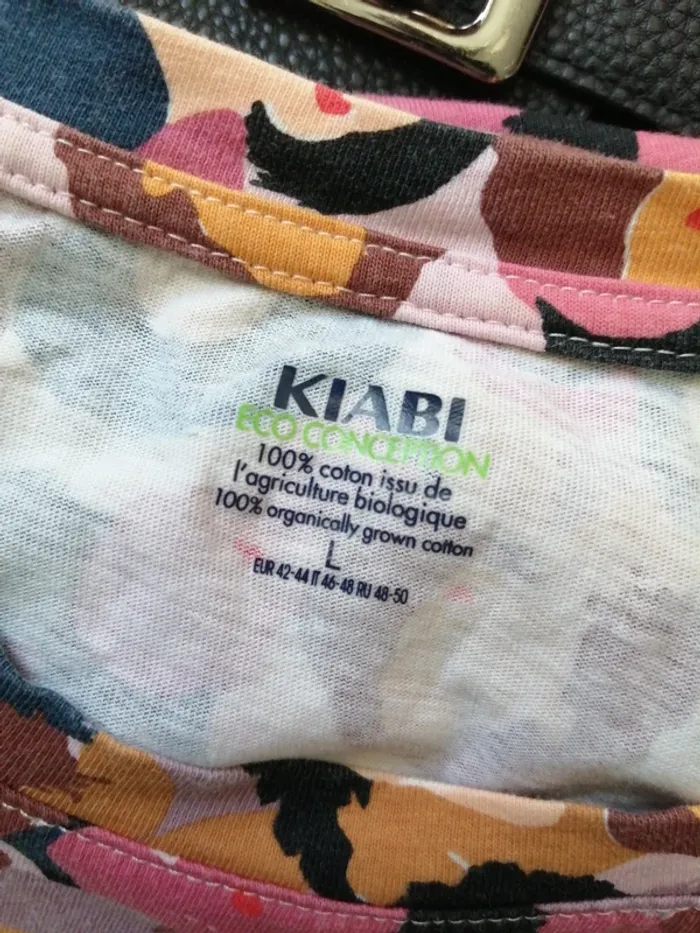 KIABI
ECO CONCEPTION
100% coton issu de
l'agriculture biologique
100% organically grown cotton
L
EUR 42-44 IT 46-48 RU 48-50